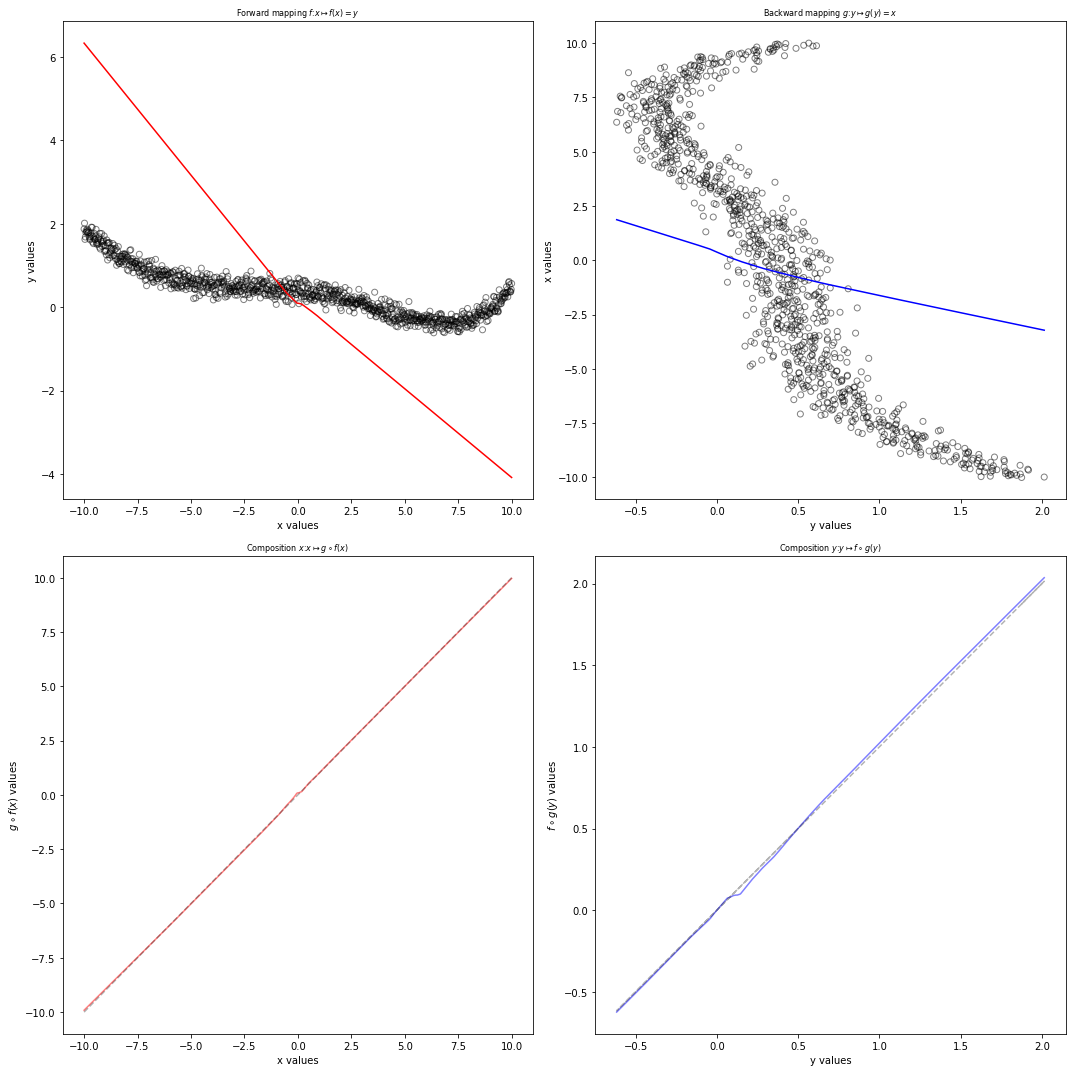 Forward mapping f: x ↦ f(x) = y
6
4
2
0
−2
−4
y values
−10.0 −7.5 −5.0 −2.5 0.0 2.5 5.0 7.5 10.0
x values
Backward mapping g: y ↦ g(y) = x
10.0
7.5
5.0
2.5
0.0
−2.5
−5.0
−7.5
−10.0
x values
−0.5 0.0 0.5 1.0 1.5 2.0
y values
Composition x: x ↦ g ∘ f(x)
10.0
7.5
5.0
2.5
0.0
−2.5
−5.0
−7.5
−10.0
g ∘ f(x) values
−10.0 −7.5 −5.0 −2.5 0.0 2.5 5.0 7.5 10.0
x values
Composition y: y ↦ f ∘ g(y)
2.0
1.5
1.0
0.5
0.0
−0.5
f ∘ g(y) values
−0.5 0.0 0.5 1.0 1.5 2.0
y values